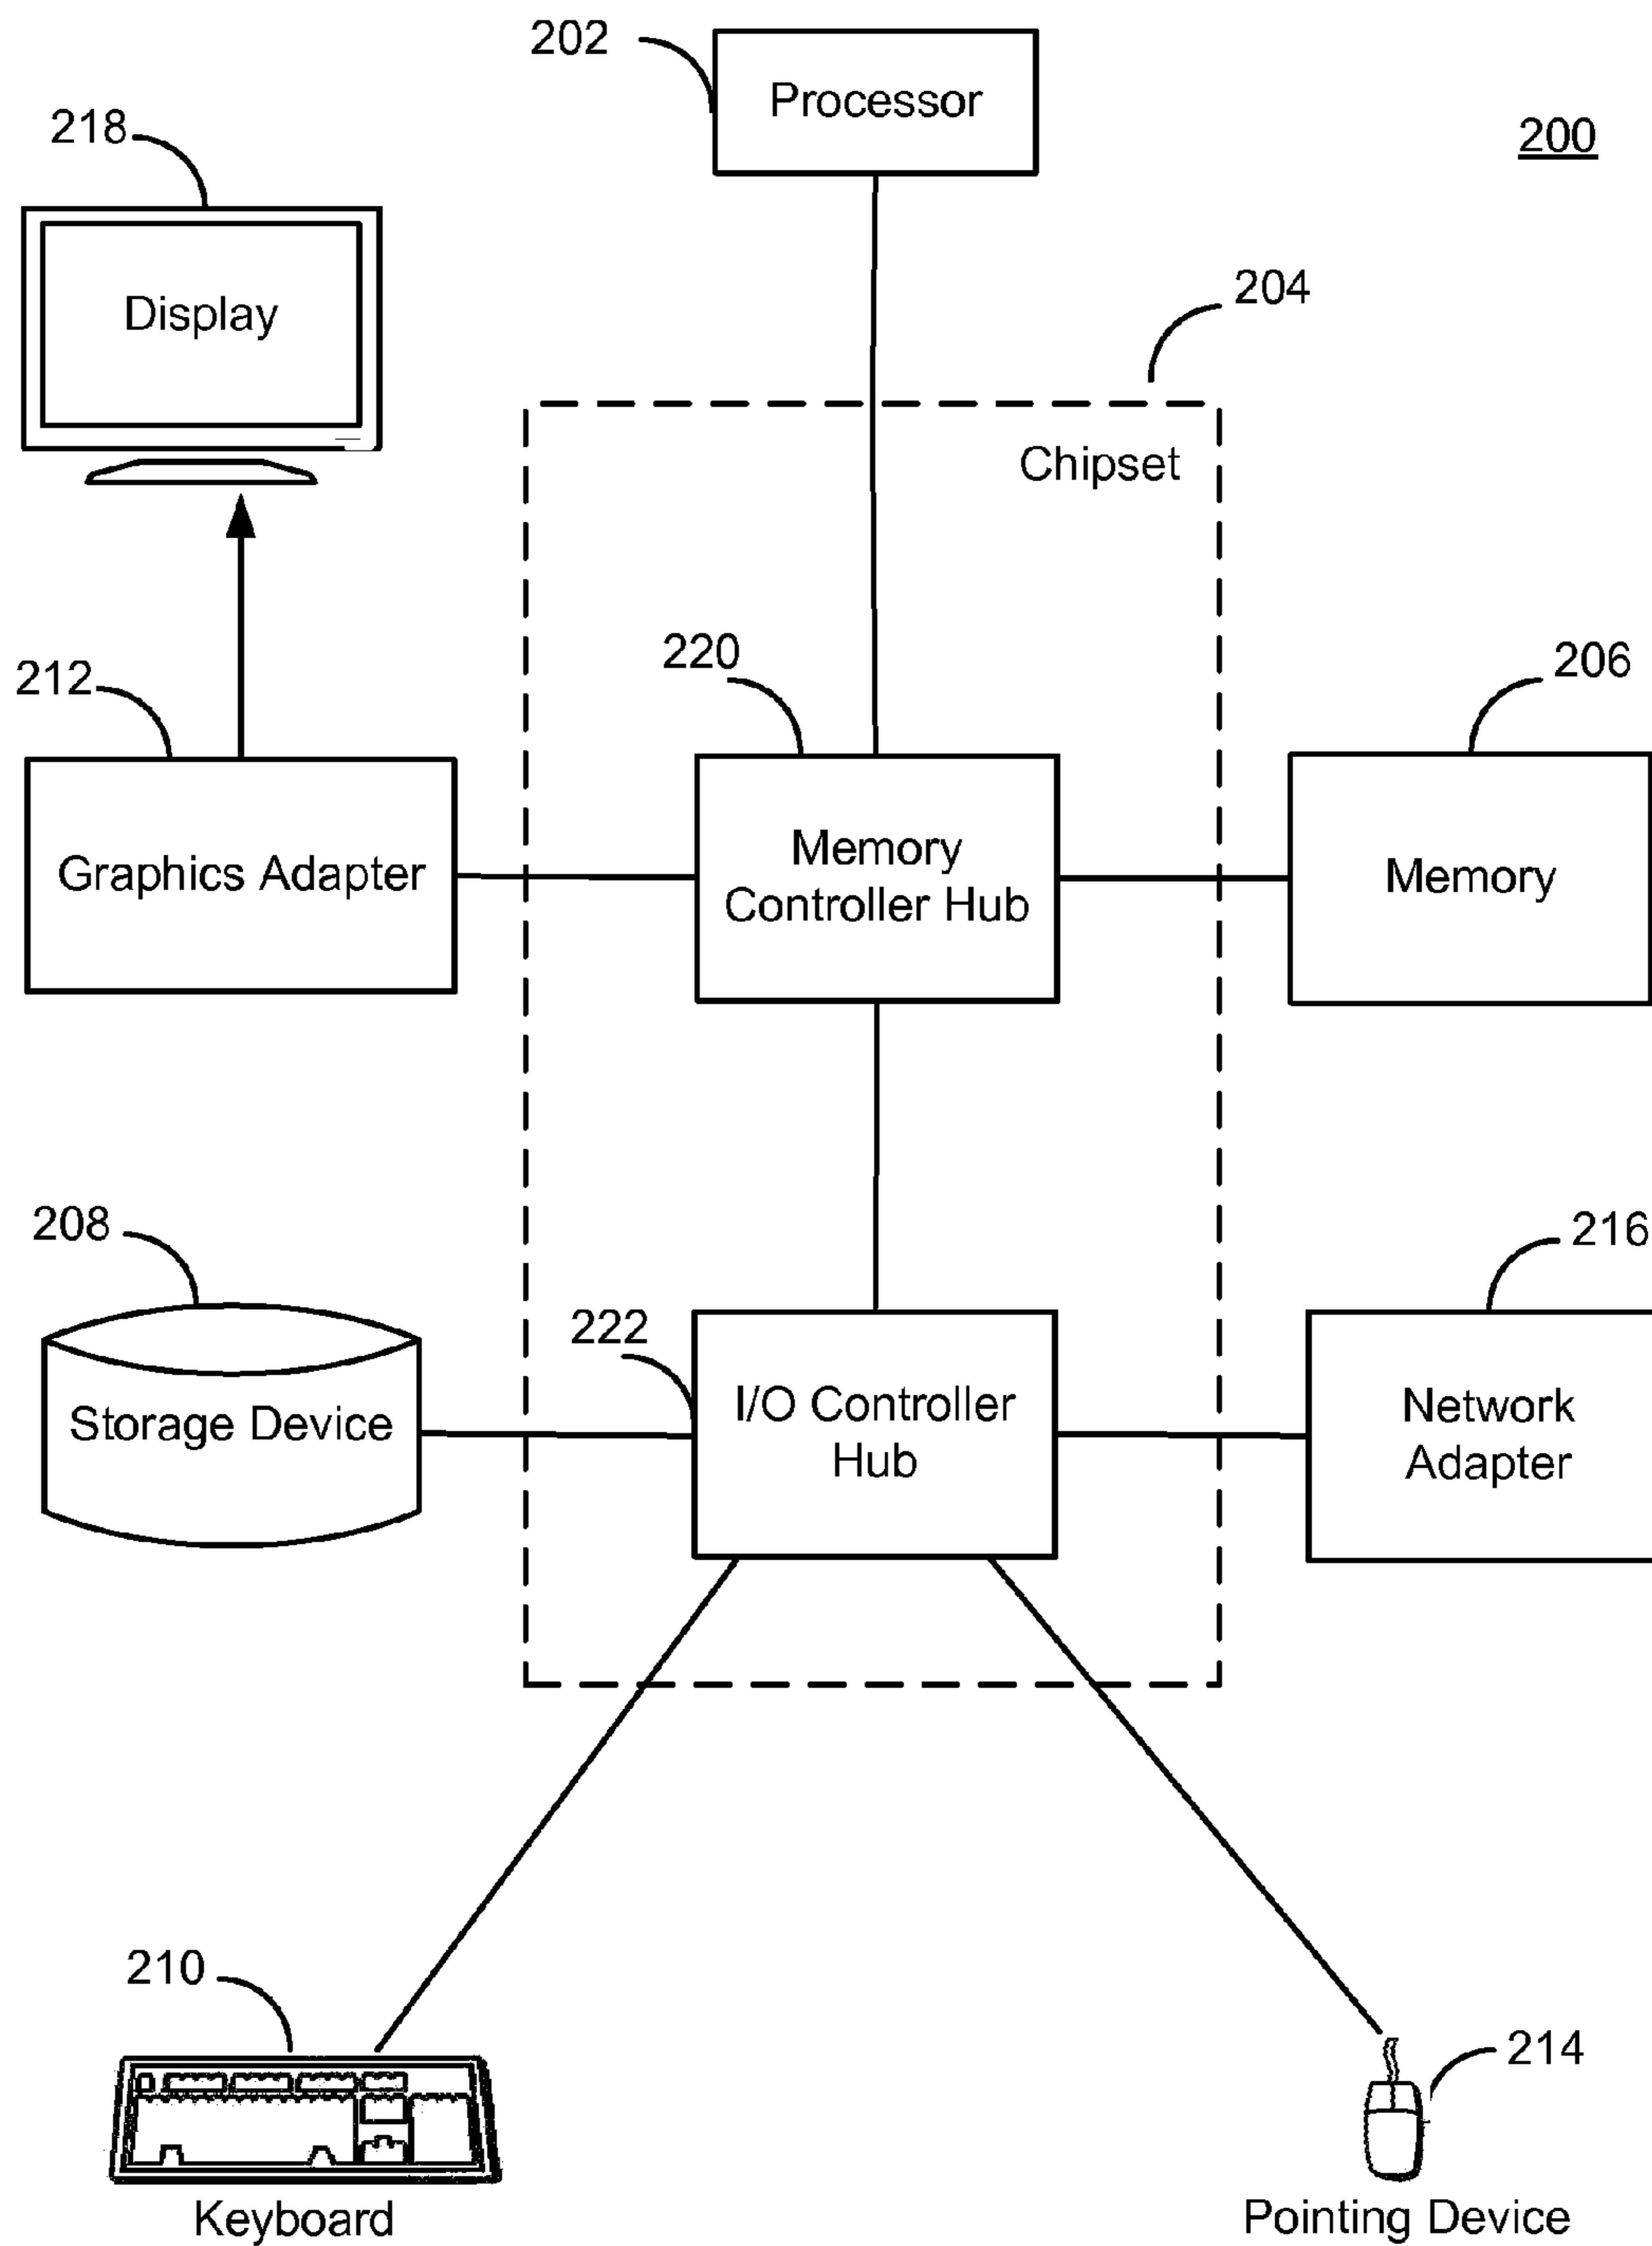 202
Processor
200
218
Display
204
Chipset
212
220
206
Graphics Adapter
Memory
Controller Hub
Memory
208
216
222
Storage Device
I/O Controller
Hub
Network
Adapter
210
214
Keyboard
Pointing Device